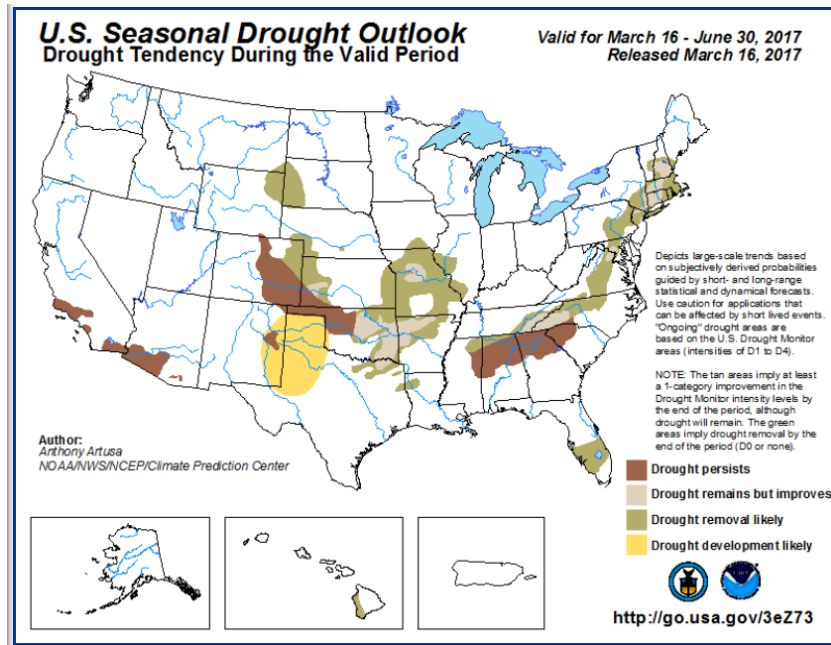 U.S. Seasonal Drought Outlook
Drought Tendency During the Valid Period
Valid for March 16 - June 30, 2017
Released March 16, 2017
Depicts large-scale trends based
on subjectively derived probabilities
guided by short- and long-range
statistical and dynamical forecasts.
Use caution for applications that
can be affected by short lived events.
"Ongoing" drought areas are
based on the U.S. Drought Monitor
areas (intensities of D1 to D4).
NOTE: The tan areas imply at least
a 1-category improvement in the
Drought Monitor intensity levels by
the end of the period, although
drought will remain. The green
areas imply drought removal by the
end of the period (D0 or none).
Author:
Anthony Artusa
NOAA/NWS/NCEP/Climate Prediction Center
Drought persists
Drought remains but improves
Drought removal likely
Drought development likely
http://go.usa.gov/3eZ73